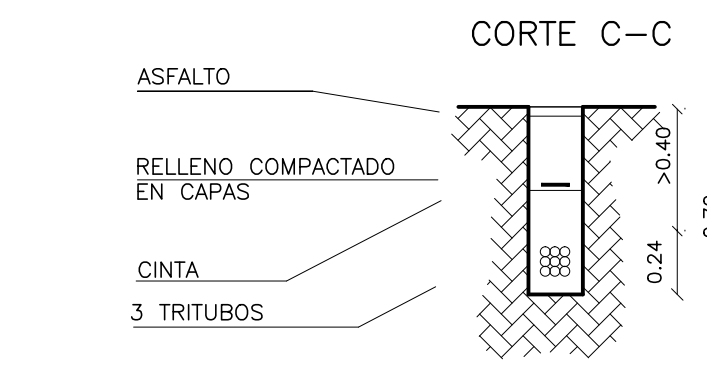 CORTE C-C
ASFALTO
RELLENO COMPACTADO
EN CAPAS
CINTA
3 TRITUBOS
>0.40
0.24